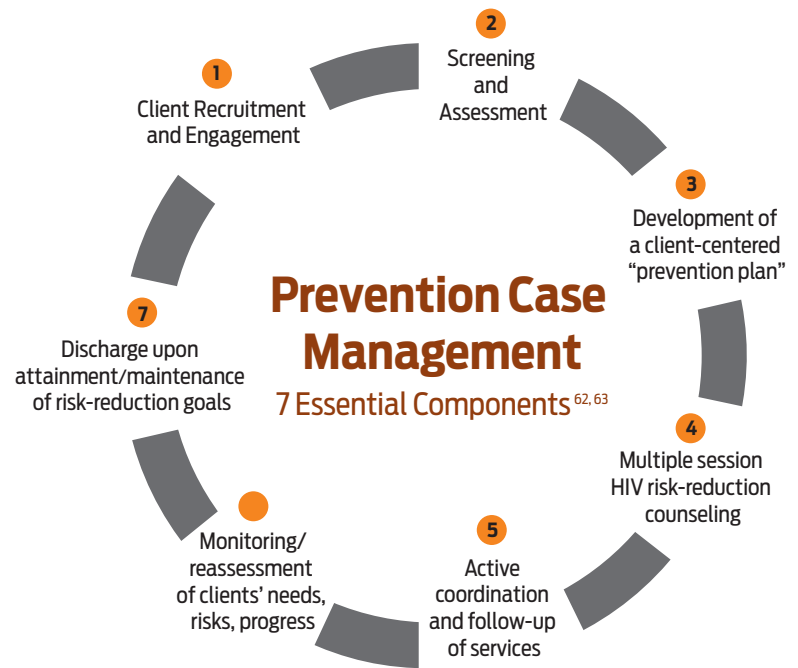 Prevention Case
Management
7 Essential Components 62, 63
1
Client Recruitment
and Engagement
2
Screening
and
Assessment
3
Development of
a client-centered
“prevention plan”
4
Multiple session
HIV risk-reduction
counseling
5
Active
coordination
and follow-up
of services
Monitoring/
reassessment
of clients’ needs,
risks, progress
7
Discharge upon
attainment/maintenance
of risk-reduction goals